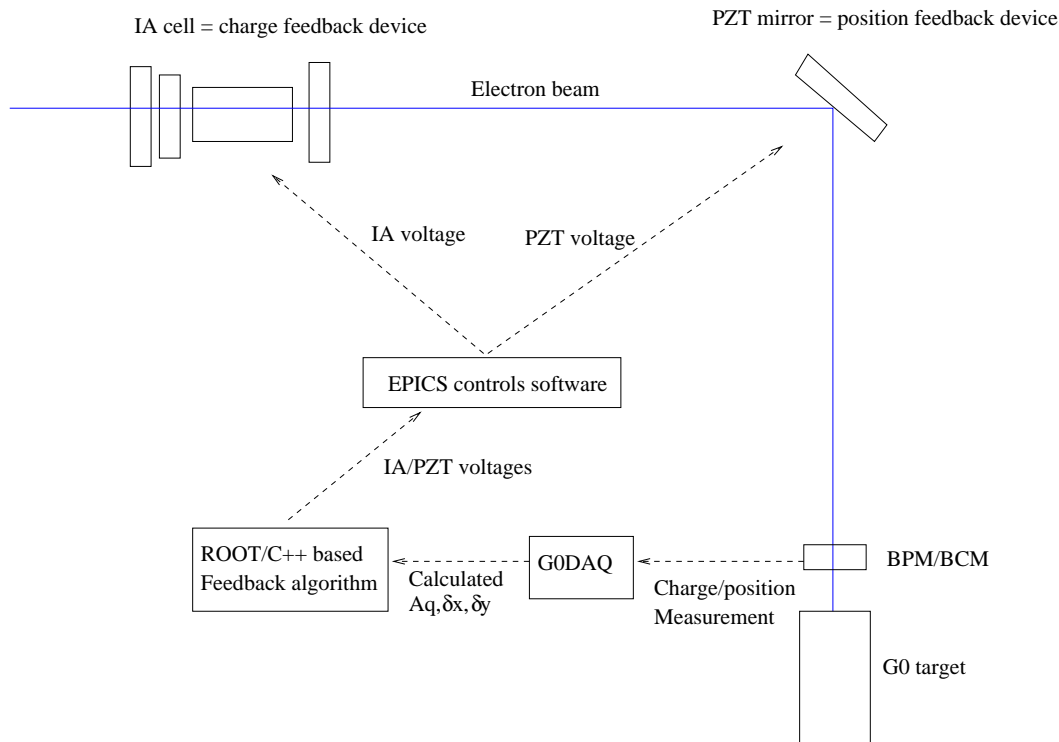 IA cell = charge feedback device
PZT mirror = position feedback device
Electron beam
IA voltage
PZT voltage
EPICS controls software
IA/PZT voltages
ROOT/C++ based
Feedback algorithm
Calculated
Aq,δx,δy
G0DAQ
Charge/position
Measurement
BPM/BCM
G0 target